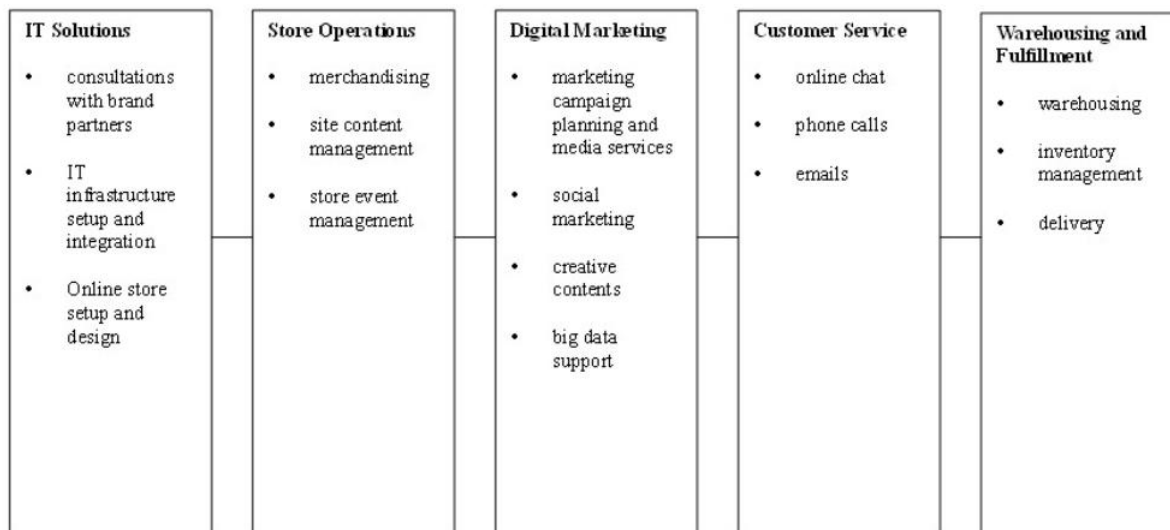 IT Solutions
• consultations
with brand
partners
• IT
infrastructure
setup and
integration
• Online store
setup and
design
Store Operations
• merchandising
• site content
management
• store event
management
Digital Marketing
• marketing
campaign
planning and
media services
• social
marketing
• creative
contents
• big data
support
Customer Service
• online chat
• phone calls
• emails
Warehousing and
Fulfillment
• warehousing
• inventory
management
• delivery